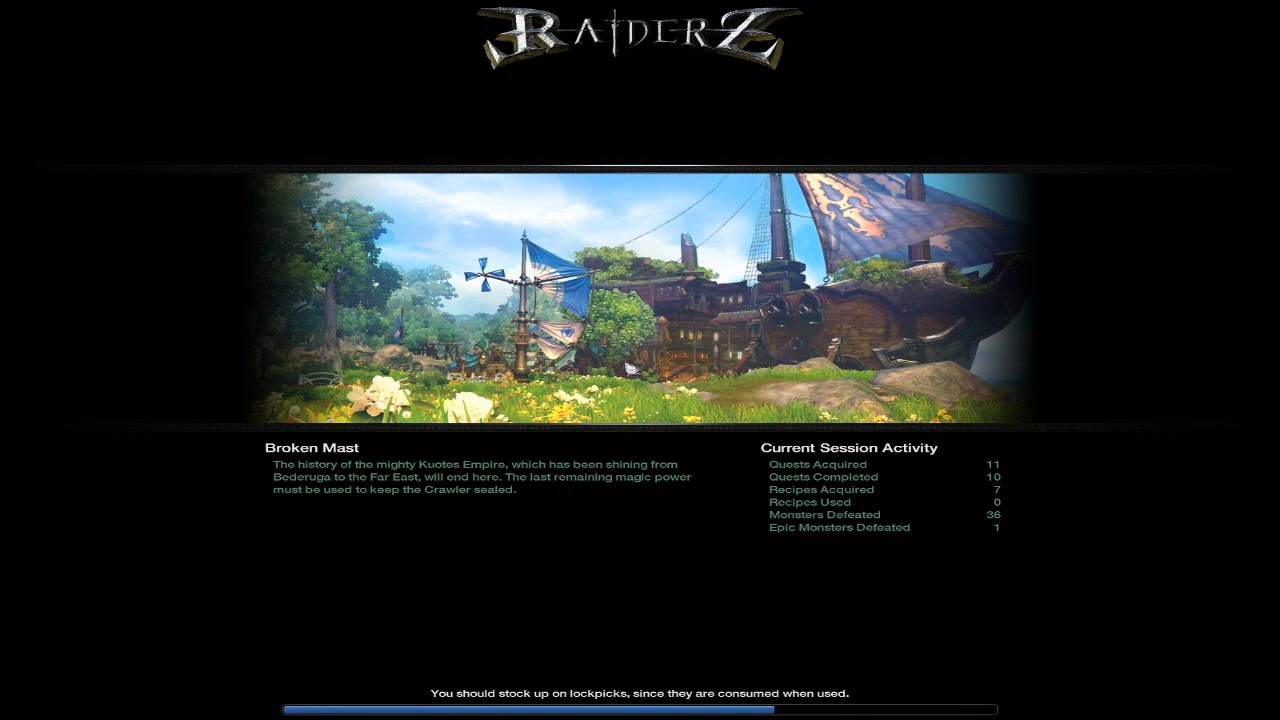 RAIDERZ
Broken Mast
The history of the mighty Kuotes Empire, which has been shining from
Bederuga to the Far East, will end here. The last remaining magic power
must be used to keep the Crawler sealed.
Current Session Activity
Quests Acquired 11
Quests Completed 10
Recipes Acquired 7
Recipes Used 0
Monsters Defeated 36
Epic Monsters Defeated 1
You should stock up on lockpicks, since they are consumed when used.